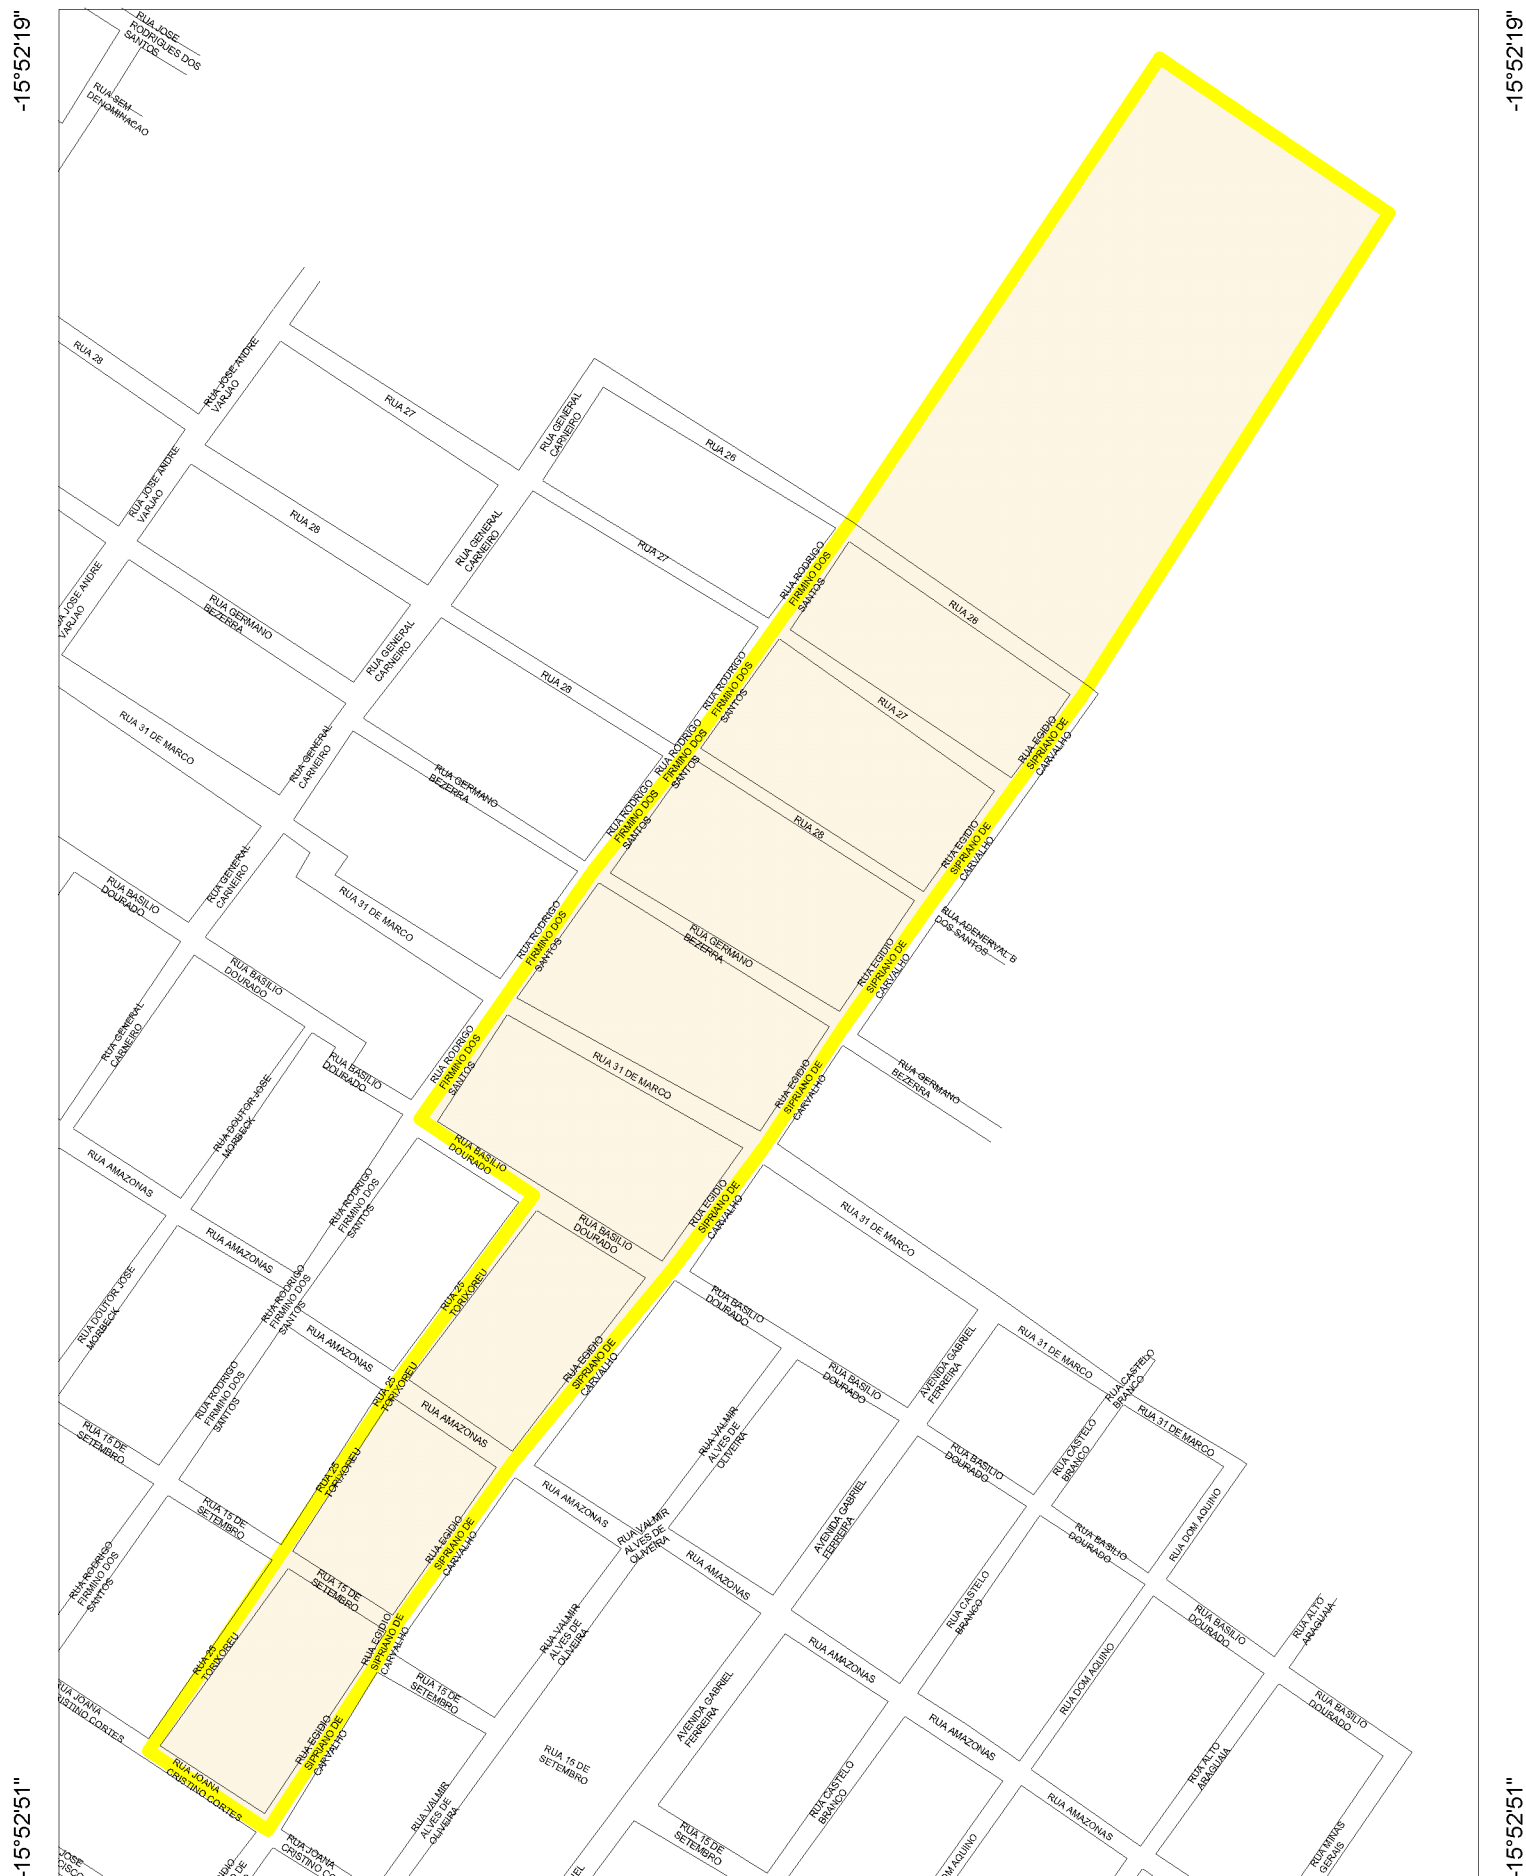 -15°52'19"
-15°52'19"
RUA JOSE
RODRIGUES DOS
SANTOS
RUA SEM
DENOMINACAO
RUA 28
RUA JOSE ANDRE
VARJAO
RUA 27
RUA GENERAL
CARNEIRO
RUA 26
RUA JOSE ANDRE
VARJAO
RUA 28
RUA GENERAL
CARNEIRO
RUA 27
RUA RODRIGO
FIRMINO DOS
SANTOS
RUA 26
JOSE ANDRE
VARJAO
RUA GERMANO
BEZERRA
RUA GENERAL
CARNEIRO
RUA 28
RUA RODRIGO
FIRMINO DOS
SANTOS
RUA 27
RUA EGIDIO
SIPRIANO DE
CARVALHO
RUA 31 DE MARCO
RUA GENERAL
CARNEIRO
RUA GERMANO
BEZERRA
RUA RODRIGO
FIRMINO DOS
SANTOS
RUA RODRIGO
FIRMINO DOS
SANTOS
RUA 28
RUA EGIDIO
SIPRIANO DE
CARVALHO
RUA BASILIO
DOURADO
RUA GENERAL
CARNEIRO
RUA 31 DE MARCO
RUA RODRIGO
FIRMINO DOS
SANTOS
RUA GERMANO
BEZERRA
RUA EGIDIO
SIPRIANO DE
CARVALHO
RUA ADENERVAL B
DOS SANTOS
RUA BASILIO
DOURADO
RUA GENERAL
CARNEIRO
RUA BASILIO
DOURADO
RUA RODRIGO
FIRMINO DOS
SANTOS
RUA 31 DE MARCO
RUA EGIDIO
SIPRIANO DE
CARVALHO
RUA GERMANO
BEZERRA
RUA DOUTOR JOSE
MORBECK
RUA AMAZONAS
RUA RODRIGO
FIRMINO DOS
SANTOS
RUA BASILIO
DOURADO
RUA BASILIO
DOURADO
RUA EGIDIO
SIPRIANO DE
CARVALHO
RUA 31 DE MARCO
RUA AMAZONAS
RUA DOUTOR JOSE
MORBECK
RUA RODRIGO
FIRMINO DOS
SANTOS
RUA 25
TORIXOREU
RUA AMAZONAS
RUA EGIDIO
SIPRIANO DE
CARVALHO
RUA BASILIO
DOURADO
RUA BASILIO
DOURADO
AVENIDA GABRIEL
FERREIRA
RUA 31 DE MARCO
RUA CASTELO
BRANCO
RUA 31 DE MARCO
RUA RODRIGO
FIRMINO DOS
SANTOS
RUA 25
TORIXOREU
RUA AMAZONAS
RUA VALMIR
ALVES DE
OLIVEIRA
RUA BASILIO
DOURADO
RUA CASTELO
BRANCO
RUA 15 DE
SETEMBRO
RUA 25
TORIXOREU
RUA 15 DE
SETEMBRO
RUA AMAZONAS
RUA EGIDIO
SIPRIANO DE
CARVALHO
RUA VALMIR
ALVES DE
OLIVEIRA
AVENIDA GABRIEL
FERREIRA
RUA BASILIO
DOURADO
RUA DOM AQUINO
RUA RODRIGO
FIRMINO DOS
SANTOS
RUA 15 DE
SETEMBRO
RUA AMAZONAS
RUA CASTELO
BRANCO
RUA BASILIO
DOURADO
RUA ALTO
ARAGUAIA
RUA 25
TORIXOREU
RUA EGIDIO
SIPRIANO DE
CARVALHO
RUA VALMIR
ALVES DE
OLIVEIRA
RUA AMAZONAS
RUA DOM AQUINO
RUA JOANA
CRISTINO CORTES
RUA 15 DE
SETEMBRO
AVENIDA GABRIEL
FERREIRA
RUA BASILIO
DOURADO
RUA JOANA
CRISTINO CORTES
RUA EGIDIO
SIPRIANO DE
CARVALHO
RUA 15 DE
SETEMBRO
RUA AMAZONAS
RUA ALTO
ARAGUAIA
RUA VALMIR
ALVES DE
OLIVEIRA
RUA CASTELO
BRANCO
RUA AMAZONAS
RUA JOANA
CRISTINO CO
RUA 15 DE
SETEMBRO
RUA MINAS
GERAIS
JOSE
AQUINO
-15°52'51"
-15°52'51"